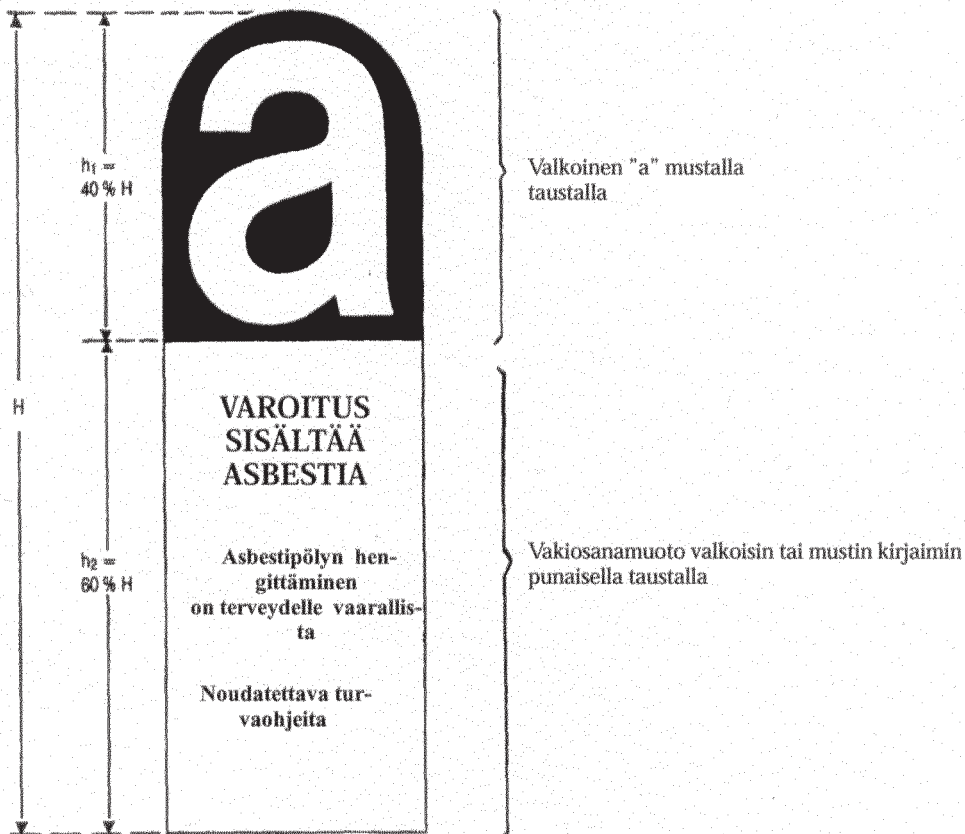 a
h₁ =
40 % H
Valkoinen "a" mustalla
taustalla
H
VAROITUS
SISÄLTÄÄ
ASBESTIA
h₂ =
60 % H
Asbestipölyn hen-
gittäminen
on terveydelle vaarallis-
ta
Noudatettava tur-
vaohjeita
Vakiosanamuoto valkoisin tai mustin kirjaimin
punaisella taustalla